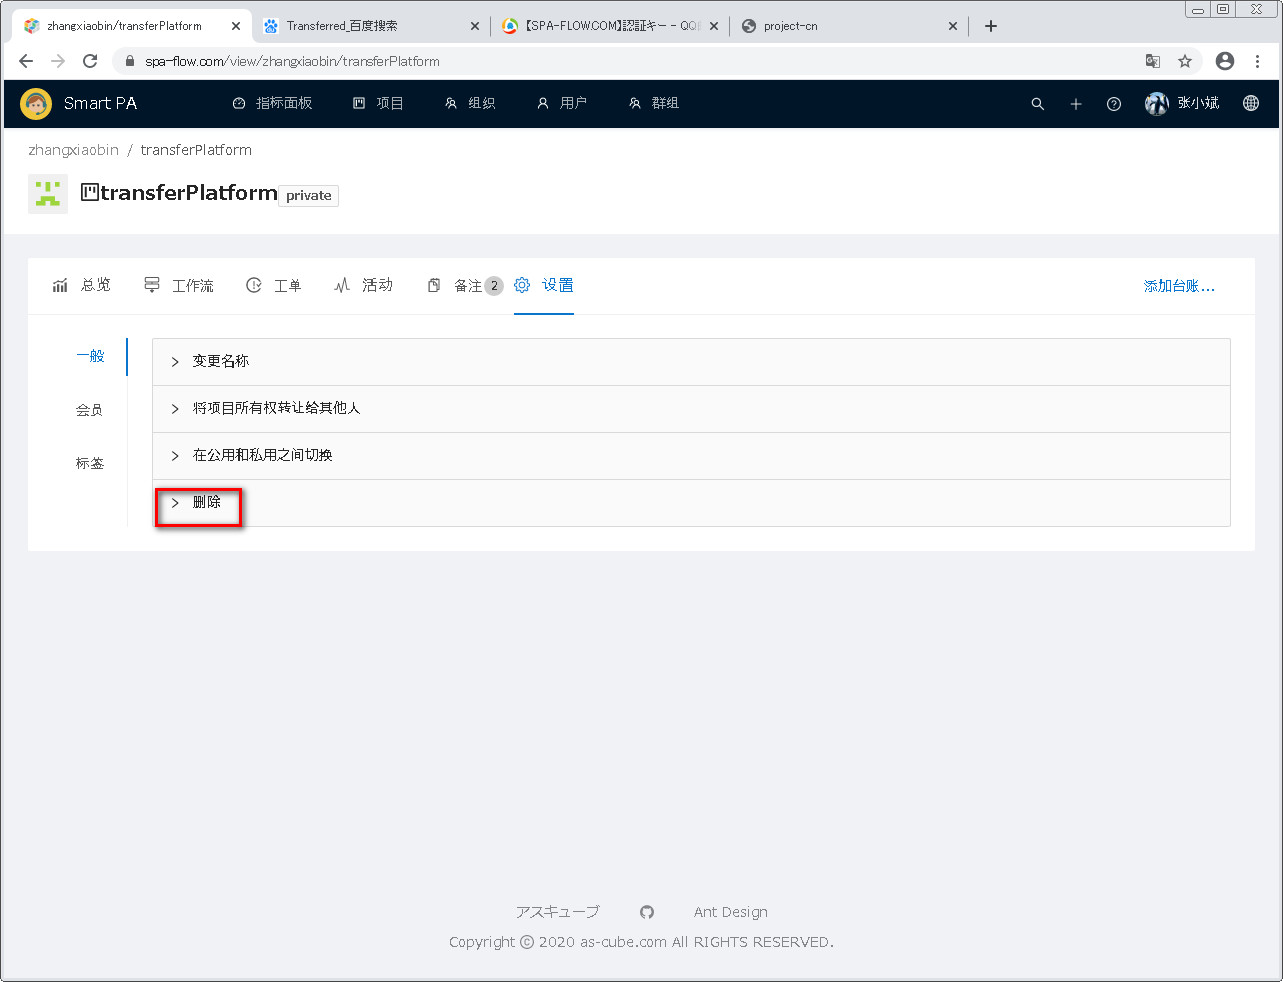 zhangxiaobin/transferPlatform
Transferred_百度搜索
【SPA-FLOW.COM】認証キー - QQ
project-cn
spa-flow.com/view/zhangxiaobin/transferPlatform
Smart PA
指标面板
项目
组织
用户
群组
张小斌
zhangxiaobin / transferPlatform
transferPlatform private
总览
工作流
工单
活动
备注 2
设置
添加台账...
一般
会员
标签
变更名称
将项目所有权转让给其他人
在公用和私用之间切换
删除
アスキューブ
Ant Design
Copyright © 2020 as-cube.com All RIGHTS RESERVED.